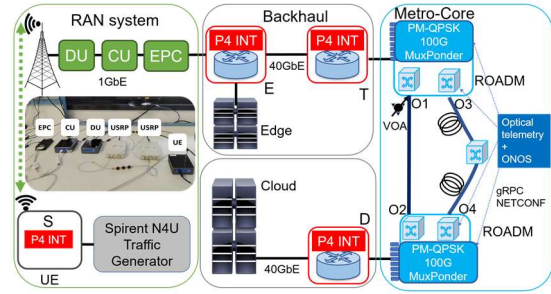 RAN system
DU
CU
EPC
1GbE
EPC
CU
DU
USRP
USRP
UE
S
P4 INT
UE
Spirent N4U
Traffic
Generator
Backhaul
P4 INT
40GbE
P4 INT
E
T
Edge
Cloud
D
P4 INT
40GbE
Metro-Core
PM-QPSK
100G
MuxPonder
ROADM
O1
O3
VOA
Optical
telemetry
+
ONOS
gRPC
NETCONF
O2
O4
ROADM
PM-QPSK
100G
MuxPonder